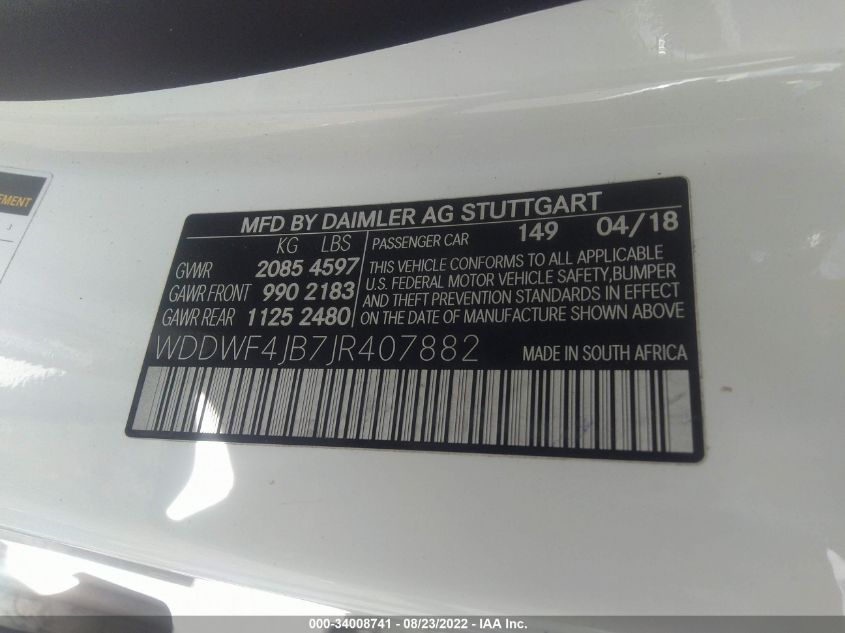 EMENT
J
MFD BY DAIMLER AG STUTTGART
KG LBS
GVWR 2085 4597
GAWR FRONT 990 2183
GAWR REAR 1125 2480
PASSENGER CAR 149 04/18
THIS VEHICLE CONFORMS TO ALL APPLICABLE
U.S. FEDERAL MOTOR VEHICLE SAFETY,BUMPER
AND THEFT PREVENTION STANDARDS IN EFFECT
ON THE DATE OF MANUFACTURE SHOWN ABOVE
WDDWF4JB7JR407882 MADE IN SOUTH AFRICA
000-34008741 - 08/23/2022 - IAA Inc.